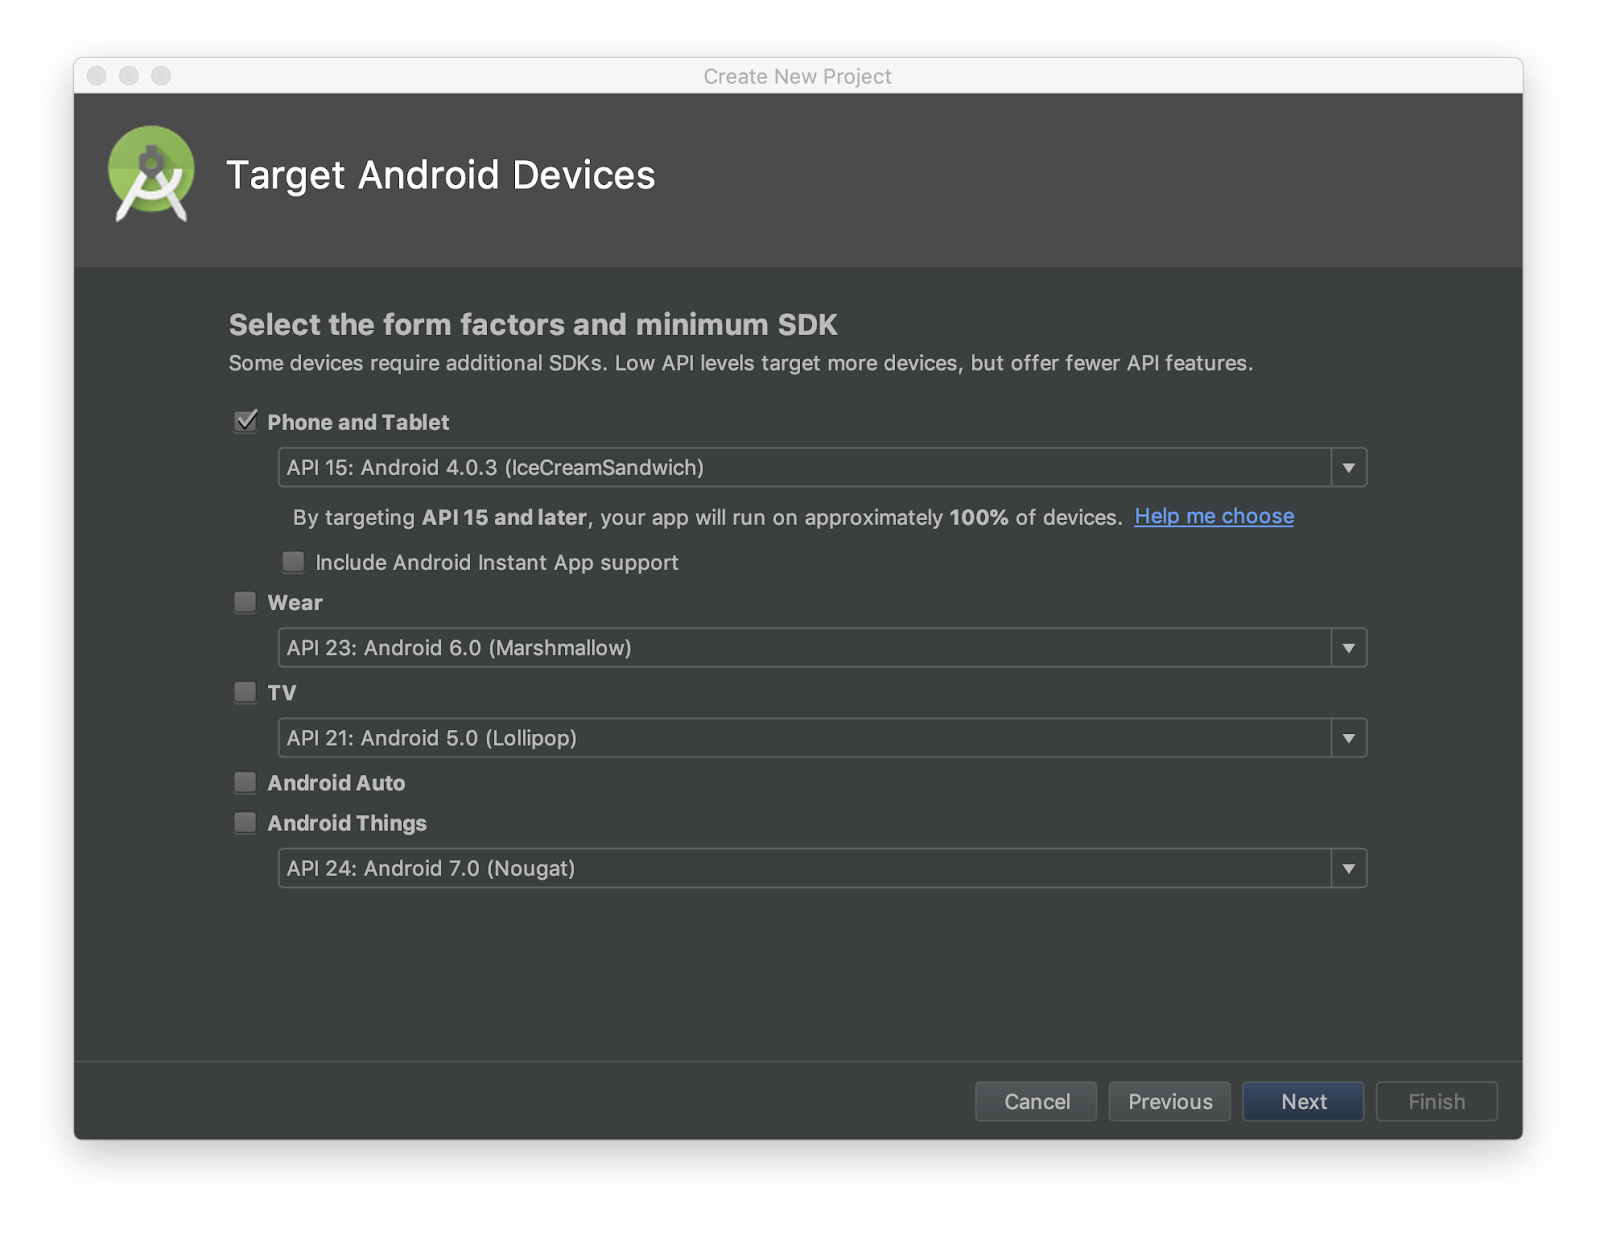 Create New Project
Target Android Devices
Select the form factors and minimum SDK
Some devices require additional SDKs. Low API levels target more devices, but offer fewer API features.
Phone and Tablet
API 15: Android 4.0.3 (IceCreamSandwich)
By targeting API 15 and later, your app will run on approximately 100% of devices. Help me choose
Include Android Instant App support
Wear
API 23: Android 6.0 (Marshmallow)
TV
API 21: Android 5.0 (Lollipop)
Android Auto
Android Things
API 24: Android 7.0 (Nougat)
Cancel Previous Next Finish